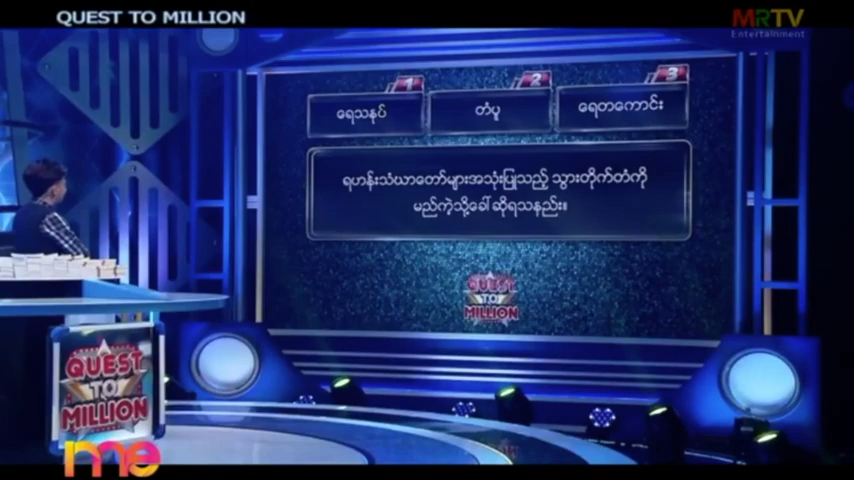 QUEST TO MILLION
MRTV
Entertainment
1
2
3
ရေသနုပ်
တံပူ
ရေတကောင်း
ရဟန်းသံဃာတော်များအသုံးပြုသည့် သွားတိုက်တံကို
မည်ကဲ့သို့ခေါ်ဆိုရသနည်း။
QUEST
TO
MILLION
QUEST
TO
MILLION
me